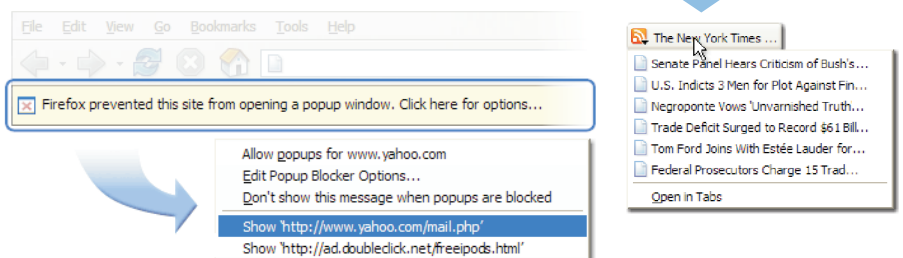 File Edit View Go Bookmarks Tools Help
Firefox prevented this site from opening a popup window. Click here for options...
Allow popups for www.yahoo.com
Edit Popup Blocker Options...
Don't show this message when popups are blocked
Show 'http://www.yahoo.com/mail.php'
Show 'http://ad.doubleclick.net/freeipods.html'
The New York Times ...
Senate Panel Hears Criticism of Bush's...
U.S. Indicts 3 Men for Plot Against Fin...
Negroponte Vows 'Unvarnished Truth...
Trade Deficit Surged to Record $61 Bill...
Tom Ford Joins With Estée Lauder for...
Federal Prosecutors Charge 15 Trad...
Open in Tabs